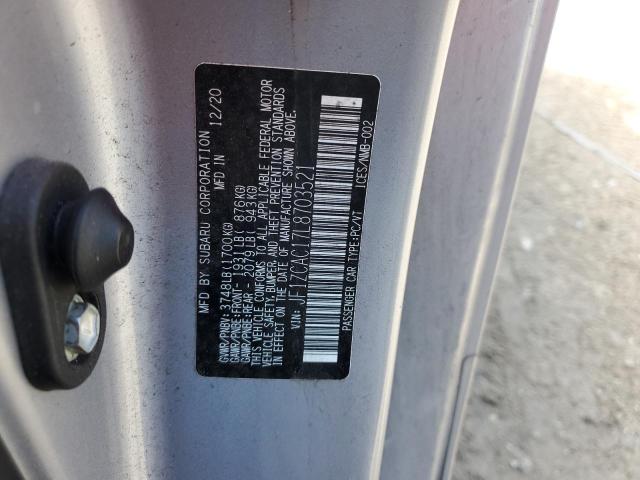 MFD BY SUBARU CORPORATION 12/20
MFD IN
GVWR/PNBV: 3748LB(1700KG)
GAWR/PNBE:FRONT- 1931LB( 876KG)
GAWR/PNBE:REAR - 2079LB( 943KG)
THIS VEHICLE CONFORMS TO ALL APPLICABLE FEDERAL MOTOR
VEHICLE SAFETY, BUMPER, AND THEFT PREVENTION STANDARDS
IN EFFECT ON THE DATE OF MANUFACTURE SHOWN ABOVE.
VIN: JF1ZCAC17L8703521
PASSENGER CAR TYPE:PC/VT ICES/NMB-002